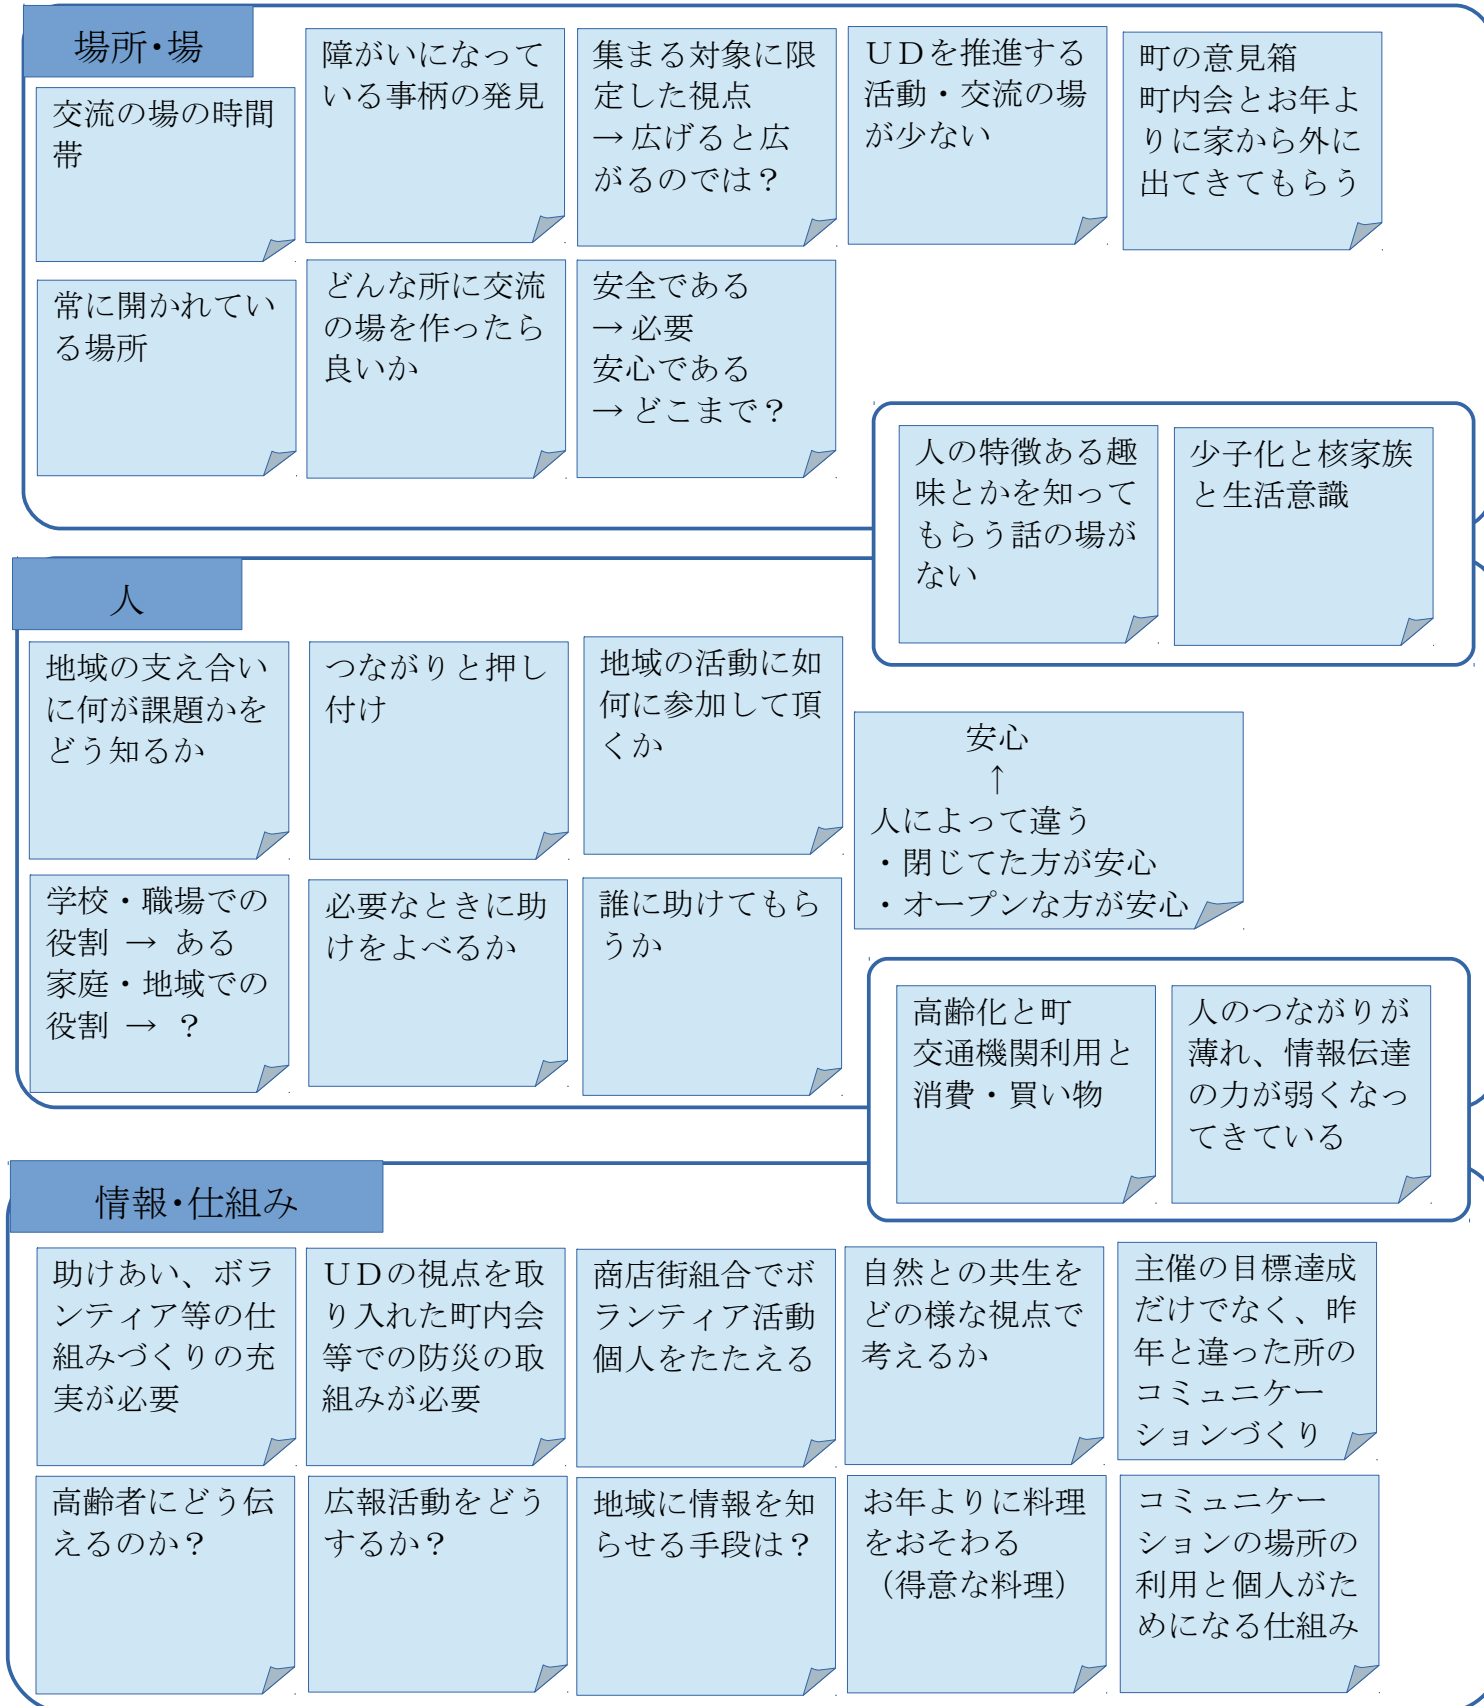 場所・場
交流の場の時間
帯
障がいになって
いる事柄の発見
集まる対象に限
定した視点
→広げると広
がるのでは？
ＵＤを推進する
活動・交流の場
が少ない
町の意見箱
町内会とお年よ
りに家から外に
出てきてもらう
常に開かれてい
る場所
どんな所に交流
の場を作ったら
良いか
安全である
→必要
安心である
→どこまで？
人の特徴ある趣
味とかを知って
もらう話の場が
ない
少子化と核家族
と生活意識
人
地域の支え合い
に何が課題かを
どう知るか
つながりと押し
付け
地域の活動に如
何に参加して頂
くか
安心
↑
人によって違う
・閉じてた方が安心
・オープンな方が安心
学校・職場での
役割 → ある
家庭・地域での
役割 → ？
必要なときに助
けをよべるか
誰に助けてもら
うか
高齢化と町
交通機関利用と
消費・買い物
人のつながりが
薄れ、情報伝達
の力が弱くなっ
てきている
情報・仕組み
助けあい、ボラ
ンティア等の仕
組みづくりの充
実が必要
ＵＤの視点を取
り入れた町内会
等での防災の取
組みが必要
商店街組合でボ
ランティア活動
個人をたたえる
自然との共生を
どの様な視点で
考えるか
主催の目標達成
だけでなく、昨
年と違った所の
コミュニケー
ションづくり
高齢者にどう伝
えるのか？
広報活動をどう
するか？
地域に情報を知
らせる手段は？
お年よりに料理
をおそわる
（得意な料理）
コミュニケー
ションの場所の
利用と個人がた
めになる仕組み